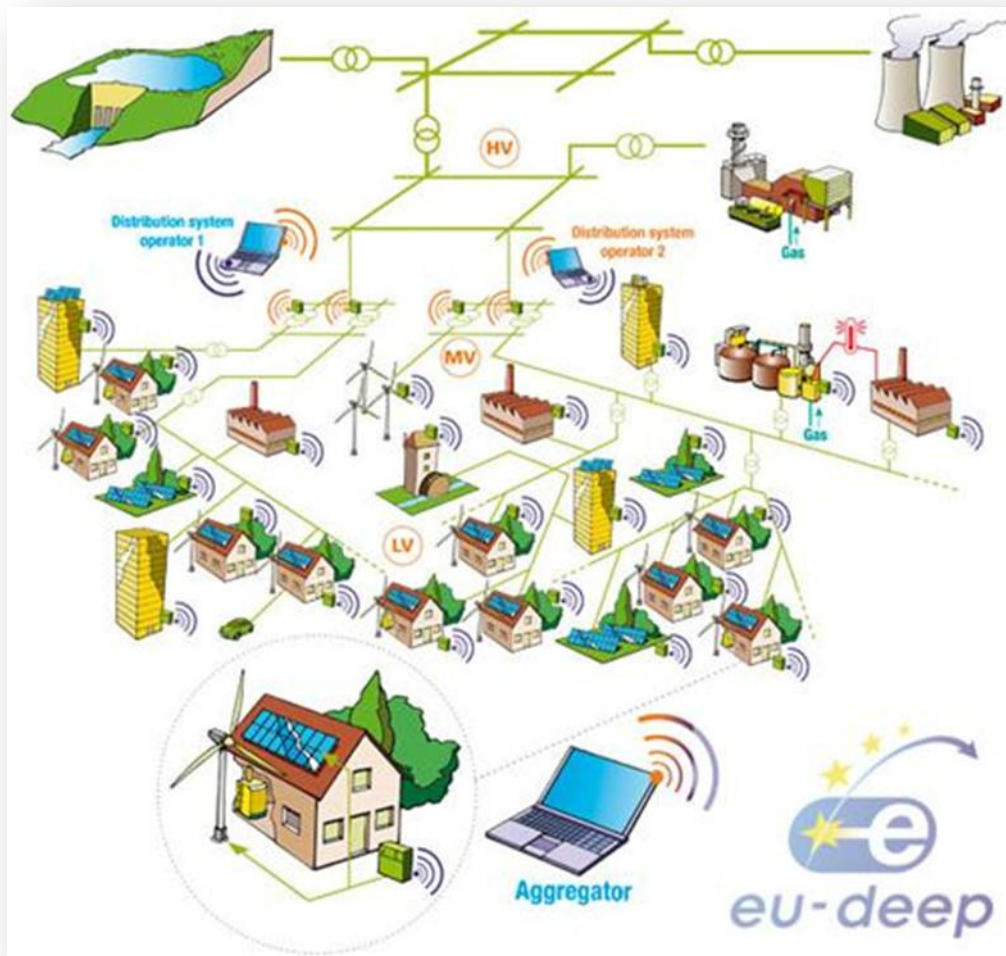 HV
Distribution system
operator 1
Distribution system
operator 2
Gas
MV
Gas
LV
Aggregator
e
eu-deep